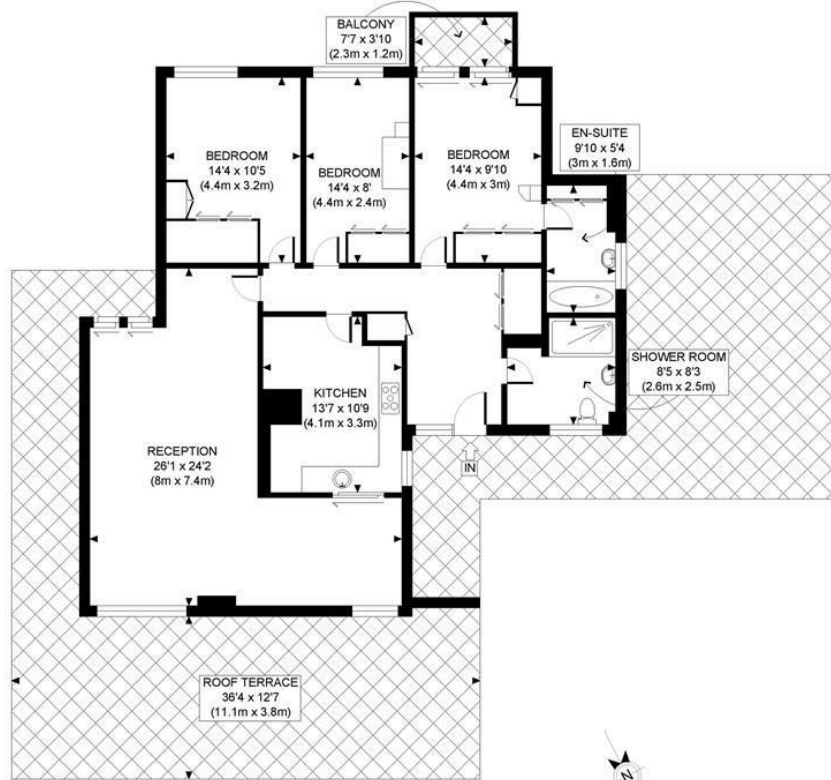 BALCONY
7'7 x 3'10
(2.3m x 1.2m)
BEDROOM
14'4 x 10'5
(4.4m x 3.2m)
BEDROOM
14'4 x 8'
(4.4m x 2.4m)
BEDROOM
14'4 x 9'10
(4.4m x 3m)
EN-SUITE
9'10 x 5'4
(3m x 1.6m)
SHOWER ROOM
8'5 x 8'3
(2.6m x 2.5m)
KITCHEN
13'7 x 10'9
(4.1m x 3.3m)
RECEPTION
26'1 x 24'2
(8m x 7.4m)
IN
ROOF TERRACE
36'4 x 12'7
(11.1m x 3.8m)
N